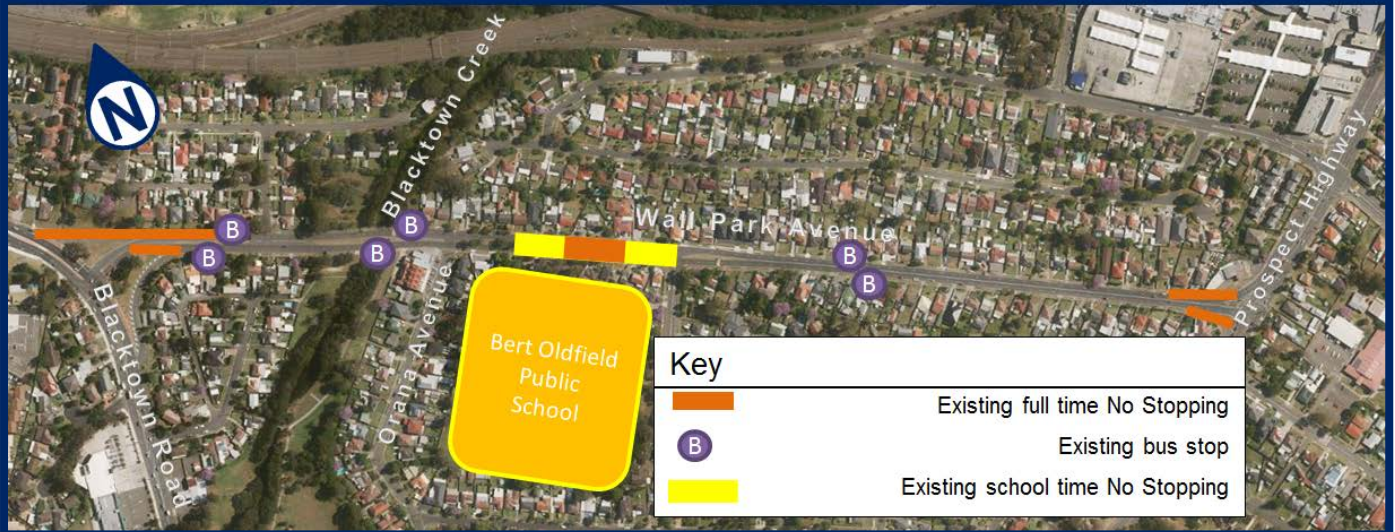 N
Blacktown Creek
B
B
B
B
Wall Park Avenue
B
B
Prospect Highway
Blacktown Road
Orana Avenue
Bert Oldfield
Public
School
Key
Existing full time No Stopping
B
Existing bus stop
Existing school time No Stopping